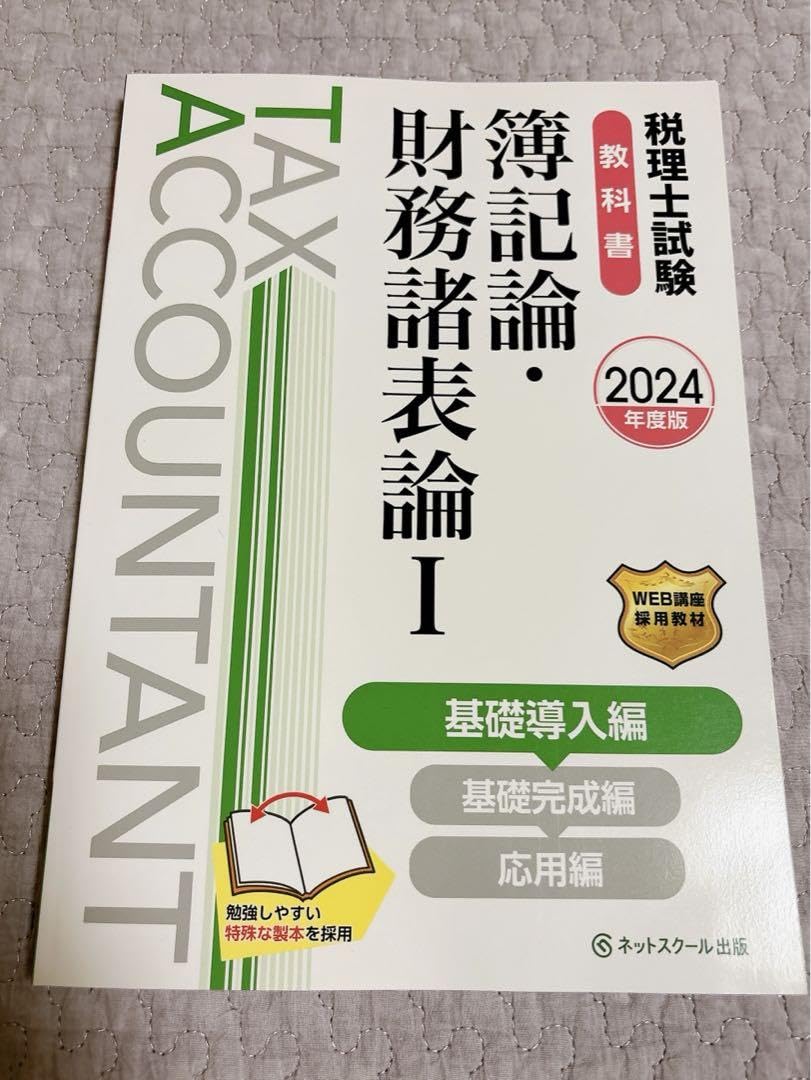 税理士試験
教科書
2024
年度版
簿記論・
財務諸表論Ⅰ
TAX
ACCOUNTANT
WEB講座
採用教材
基礎導入編
基礎完成編
応用編
勉強しやすい
特殊な製本を採用
ネットスクール出版